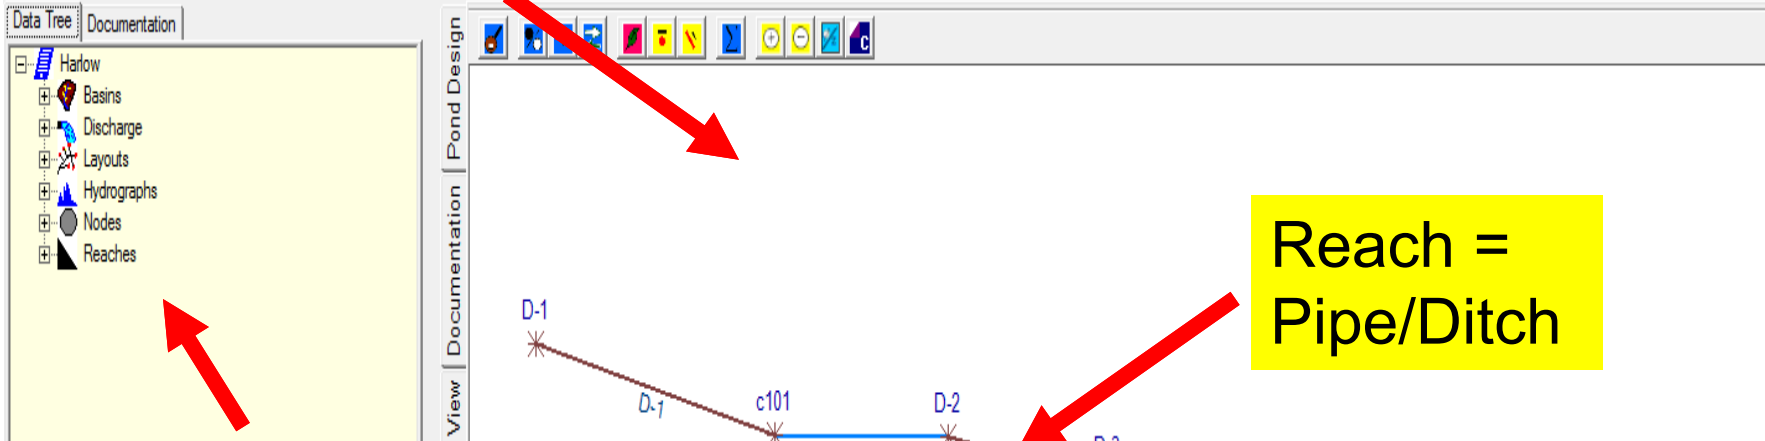 Data Tree
Documentation
Harlow
Basins
Discharge
Layouts
Hydrographs
Nodes
Reaches
Pond Design
Documentation
View
C
Reach =
Pipe/Ditch
D-1
D-1
c101
D-2